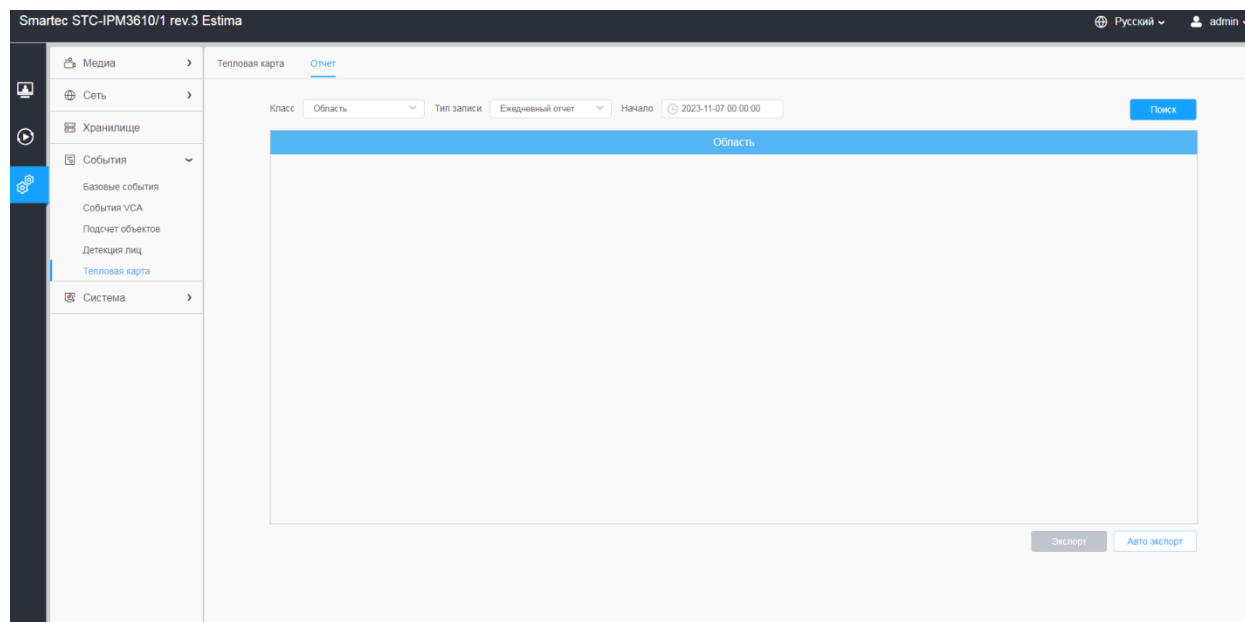 Smartec STC-IPM3610/1 rev.3 Estima
Русский
admin
Медиа
Сеть
Хранилище
События
Базовые события
События VCA
Подсчет объектов
Детекция лиц
Тепловая карта
Система
Тепловая карта Отчет
Класс Область Тип записи Ежедневный отчет Начало 2023-11-07 00:00:00 Поиск
Область
Экспорт Авто экспорт